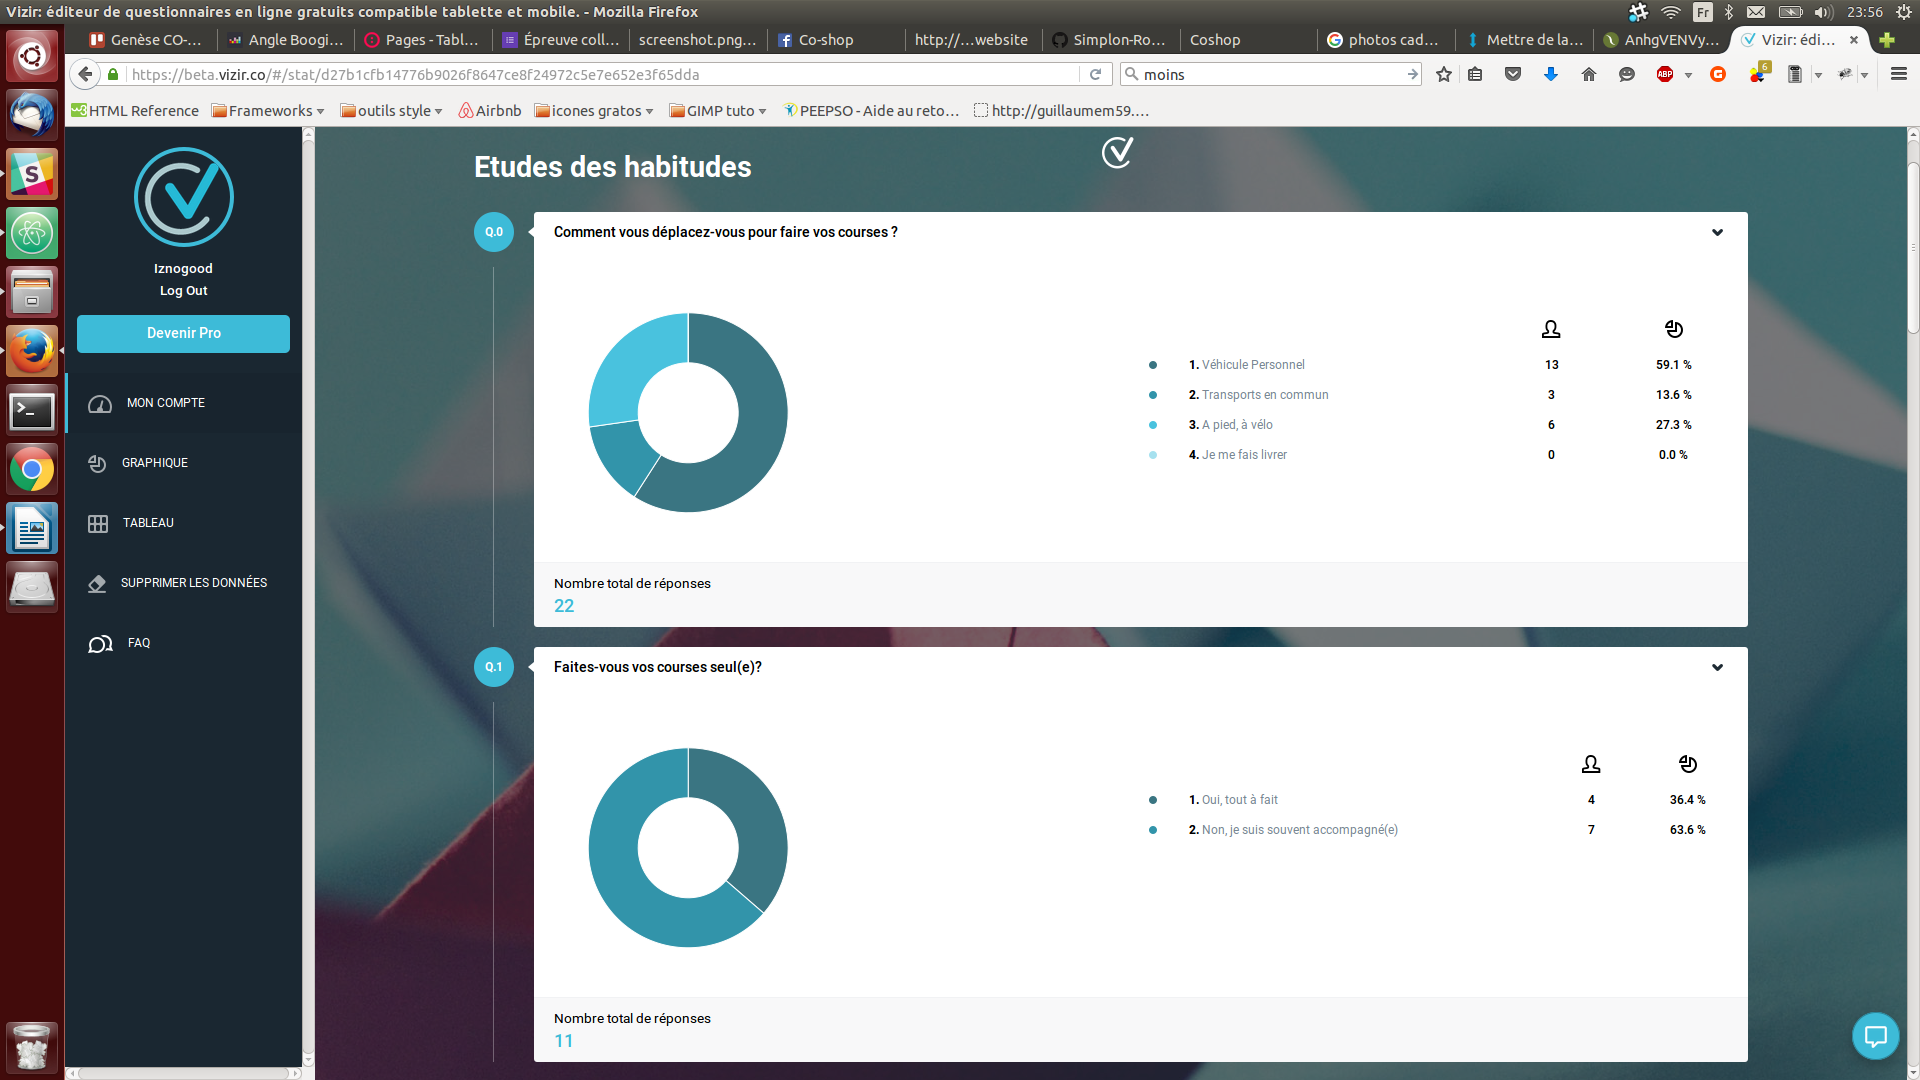 Vizir: éditeur de questionnaires en ligne gratuits compatible tablette et mobile. - Mozilla Firefox
Fr
23:56
Genèse CO-...
Angle Boogi...
Pages - Tabl...
Épreuve coll...
screenshot.png...
Co-shop
http://...website
Simplon-Ro...
Coshop
photos cad...
Mettre de la...
AnhgVENVy...
Vizir: édi...
https://beta.vizir.co/#/stat/d27b1cfb14776b9026f8647ce8f24972c5e7e652e3f65dda
moins
ABP
6
HTML Reference
Frameworks
outils style
Airbnb
icones gratos
GIMP tuto
PEEPSO - Aide au reto...
http://guillaumem59....
Iznogood
Log Out
Devenir Pro
MON COMPTE
GRAPHIQUE
TABLEAU
SUPPRIMER LES DONNÉES
FAQ
Etudes des habitudes
Q.0
Comment vous déplacez-vous pour faire vos courses ?
1. Véhicule Personnel 13 59.1 %
2. Transports en commun 3 13.6 %
3. A pied, à vélo 6 27.3 %
4. Je me fais livrer 0 0.0 %
Nombre total de réponses
22
Q.1
Faites-vous vos courses seul(e)?
1. Oui, tout à fait 4 36.4 %
2. Non, je suis souvent accompagné(e) 7 63.6 %
Nombre total de réponses
11